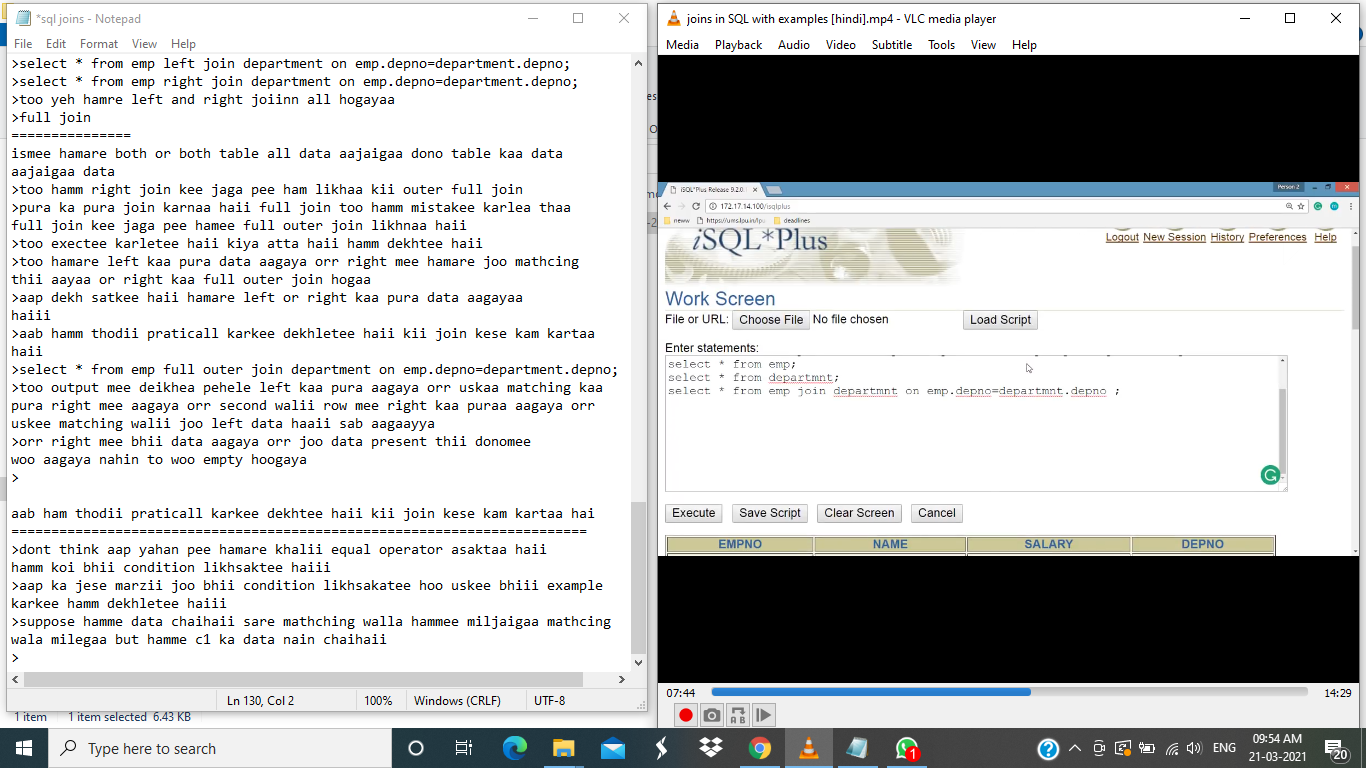 *sql joins - Notepad
File Edit Format View Help
>select * from emp left join department on emp.depno=department.depno;
>select * from emp right join department on emp.depno=department.depno;
>too yeh hamre left and right joiinn all hogayaa
>full join
===============
ismee hamare both or both table all data aajaigaa dono table kaa data
aajaigaa data
>too hamm right join kee jaga pee ham likhaa kii outer full join
>pura ka pura join karnaa haii full join too hamm mistakee karlea thaa
full join kee jaga pee hamee full outer join likhnaa haii
>too exectee karletee haii kiya atta haii hamm dekhtee haii
>too hamare left kaa pura data aagaya orr right mee hamare joo mathcing
thii aayaa or right kaa full outer join hogaa
>aap dekh satkee haii hamare left or right kaa pura data aagayaa
haiii
>aab hamm thodii praticall karkee dekhletee haii kii join kese kam kartaa
haii
>select * from emp full outer join department on emp.depno=department.depno;
>too output mee deikhea pehele left kaa pura aagaya orr uskaa matching kaa
pura right mee aagaya orr second walii row mee right kaa puraa aagaya orr
uskee matching walii joo left data haaii sab aagaayya
>orr right mee bhii data aagaya orr joo data present thii donomee
woo aagaya nahin to woo empty hoogaya
>
aab ham thodii praticall karkee dekhtee haii kii join kese kam kartaa hai
=========================================================================
>dont think aap yahan pee hamare khalii equal operator asaktaa haii
hamm koi bhii condition likhsaktee haiii
>aap ka jese marzii joo bhii condition likhsakatee hoo uskee bhiii example
karkee hamm dekhletee haiii
>suppose hamme data chaihaii sare mathching walla hammee miljaigaa mathcing
wala milegaa but hamme c1 ka data nain chaihaii
>
Ln 130, Col 2 100% Windows (CRLF) UTF-8
1 item 1 item selected 6.43 KB
joins in SQL with examples [hindi].mp4 - VLC media player
Media Playback Audio Video Subtitle Tools View Help
iSQL*Plus Release 9.2.0. Person 2
172.17.14.100/isqlplus
neww https://ums.lpu.in/lpu deadlines
iSQL*Plus
Logout New Session History Preferences Help
Work Screen
File or URL: Choose File No file chosen Load Script
Enter statements:
select * from emp;
select * from departmnt;
select * from emp join departmnt on emp.depno=departmnt.depno ;
Execute Save Script Clear Screen Cancel
EMPNO NAME SALARY DEPNO
07:44 14:29
A B
Type here to search
1
ENG
09:54 AM
21-03-2021
20